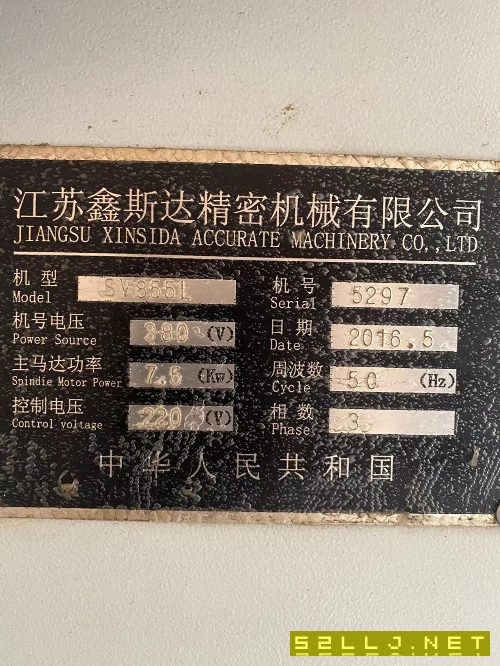 江苏鑫斯达精密机械有限公司
JIANGSU XINSIDA ACCURATE MACHINERY CO,.LTD
机型 SV855L 机号 5297
Model Serial
机号电压 380 (V) 日期 2016.5
Power Source Date
主马达功率 7.5 (Kw) 周波数 50 (Hz)
Spindie Motor Power Cycle
控制电压 220 (V) 相数 3
Control voltage Phase
中华人民共和国
52LLJ.NET